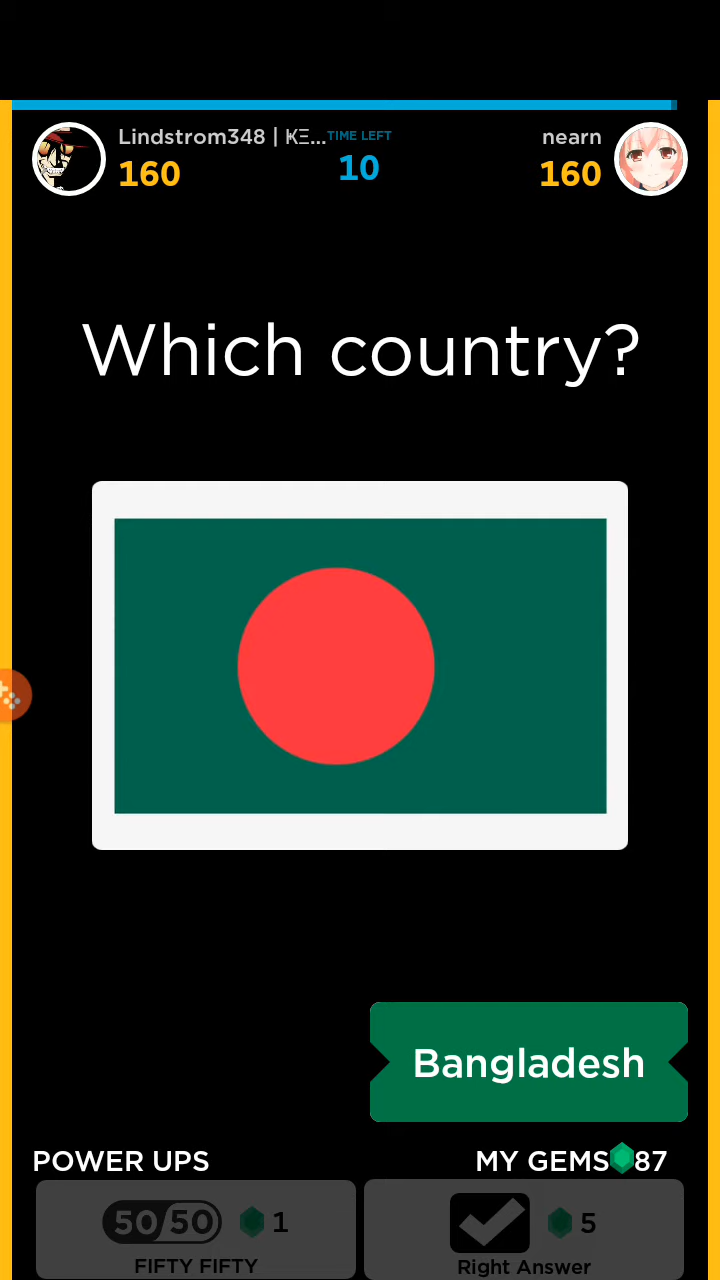 Lindstrom348 | ҜΞ...
160
TIME LEFT
10
nearn
160
Which country?
Bangladesh
POWER UPS
MY GEMS 87
50/50 1
FIFTY FIFTY
5
Right Answer